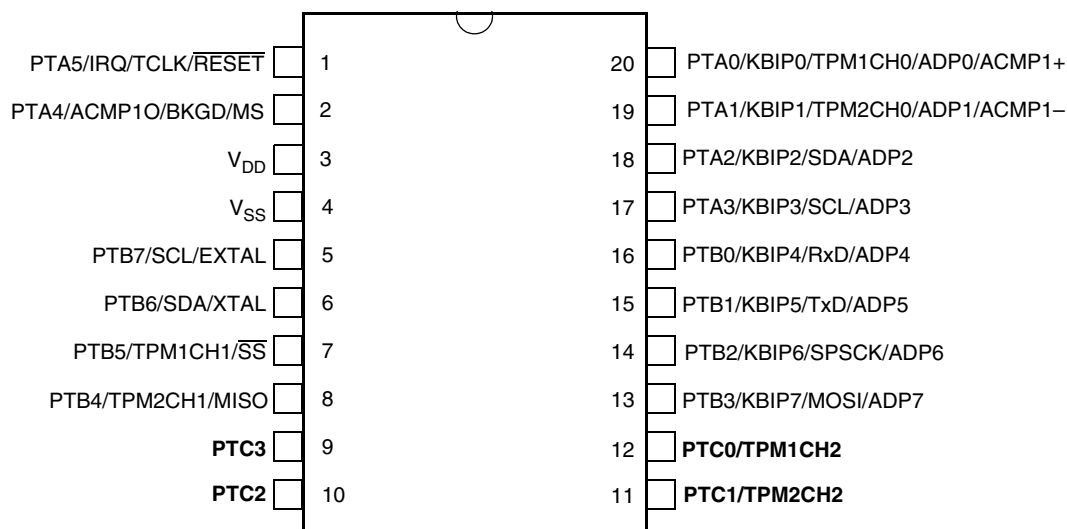 PTA5/IRQ/TCLK/RESET 1 20 PTA0/KBIP0/TPM1CH0/ADP0/ACMP1+
PTA4/ACMP1O/BKGD/MS 2 19 PTA1/KBIP1/TPM2CH0/ADP1/ACMP1–
VDD 3 18 PTA2/KBIP2/SDA/ADP2
VSS 4 17 PTA3/KBIP3/SCL/ADP3
PTB7/SCL/EXTAL 5 16 PTB0/KBIP4/RxD/ADP4
PTB6/SDA/XTAL 6 15 PTB1/KBIP5/TxD/ADP5
PTB5/TPM1CH1/SS 7 14 PTB2/KBIP6/SPSCK/ADP6
PTB4/TPM2CH1/MISO 8 13 PTB3/KBIP7/MOSI/ADP7
PTC3 9 12 PTC0/TPM1CH2
PTC2 10 11 PTC1/TPM2CH2